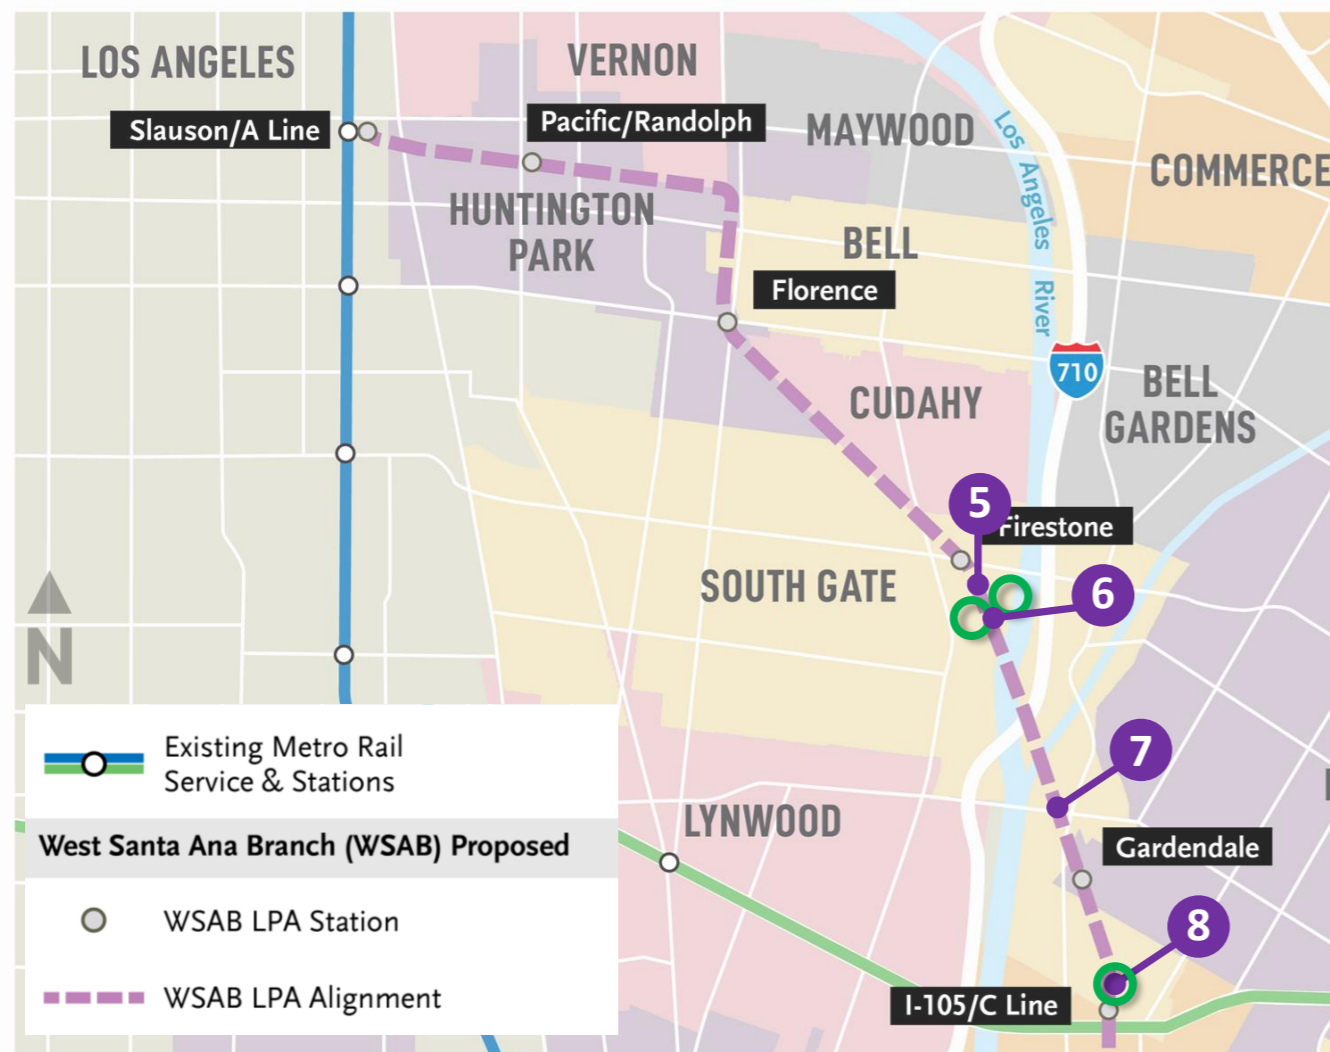 LOS ANGELES
VERNON
Slauson/A Line
Pacific/Randolph
MAYWOOD
Los Angeles River
COMMERCE
HUNTINGTON
PARK
BELL
Florence
710
BELL
GARDENS
CUDAHY
5
Firestone
SOUTH GATE
6
N
7
LYNWOOD
Gardendale
8
I-105/C Line
Existing Metro Rail
Service & Stations
West Santa Ana Branch (WSAB) Proposed
WSAB LPA Station
WSAB LPA Alignment